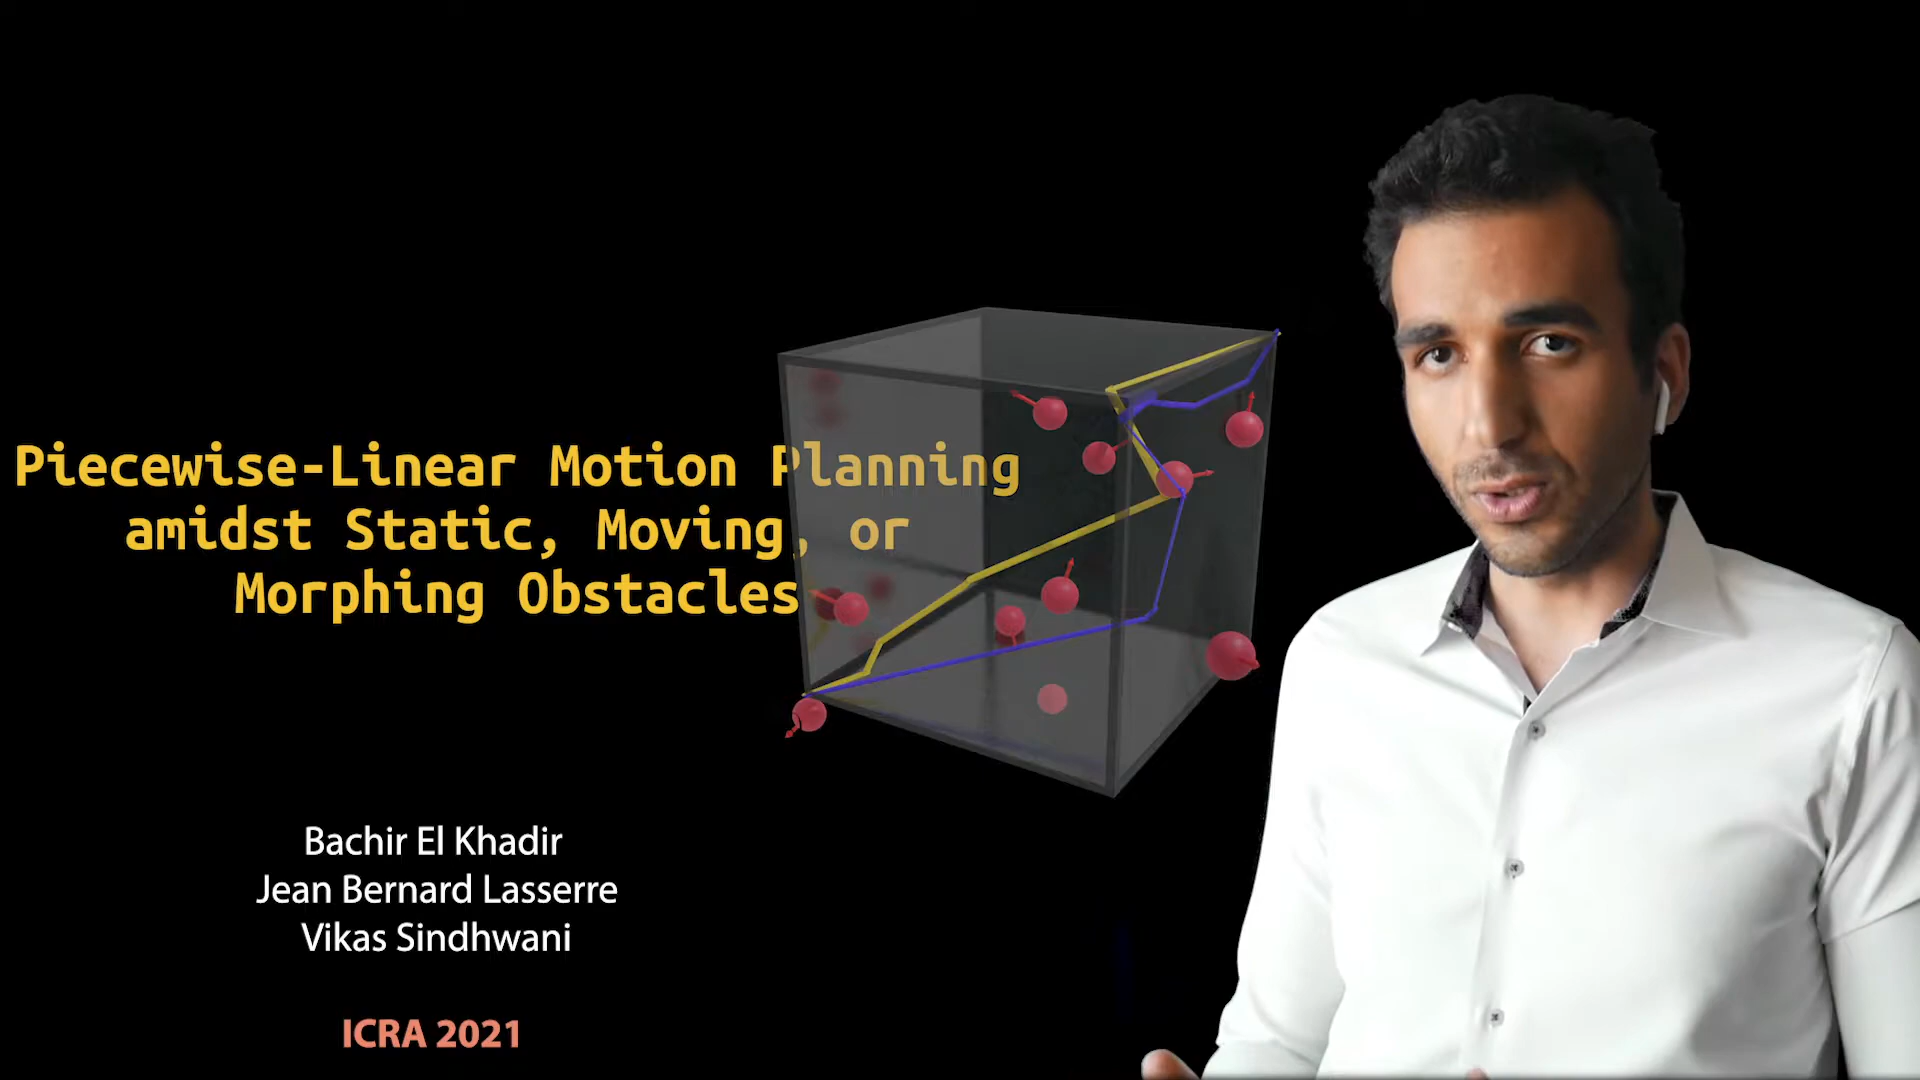 Piecewise-Linear Motion Planning
amidst Static, Moving, or
Morphing Obstacles
Bachir El Khadir
Jean Bernard Lasserre
Vikas Sindhwani
ICRA 2021